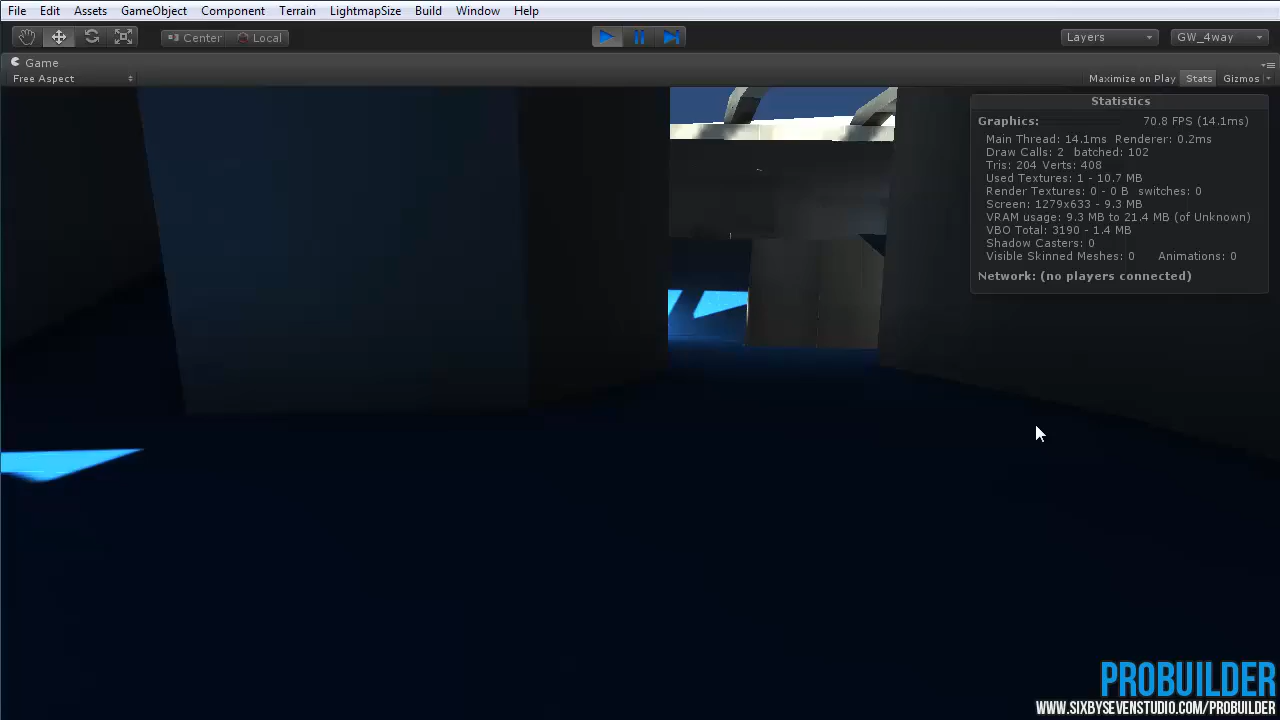 File Edit Assets GameObject Component Terrain LightmapSize Build Window Help
Center Local Layers GW_4way
Game
Free Aspect Maximize on Play Stats Gizmos
Statistics
Graphics: 70.8 FPS (14.1ms)
Main Thread: 14.1ms Renderer: 0.2ms
Draw Calls: 2 batched: 102
Tris: 204 Verts: 408
Used Textures: 1 - 10.7 MB
Render Textures: 0 - 0 B switches: 0
Screen: 1279x633 - 9.3 MB
VRAM usage: 9.3 MB to 21.4 MB (of Unknown)
VBO Total: 3190 - 1.4 MB
Shadow Casters: 0
Visible Skinned Meshes: 0 Animations: 0
Network: (no players connected)
PROBUILDER
WWW.SIXBYSEVENSTUDIO.COM/PROBUILDER